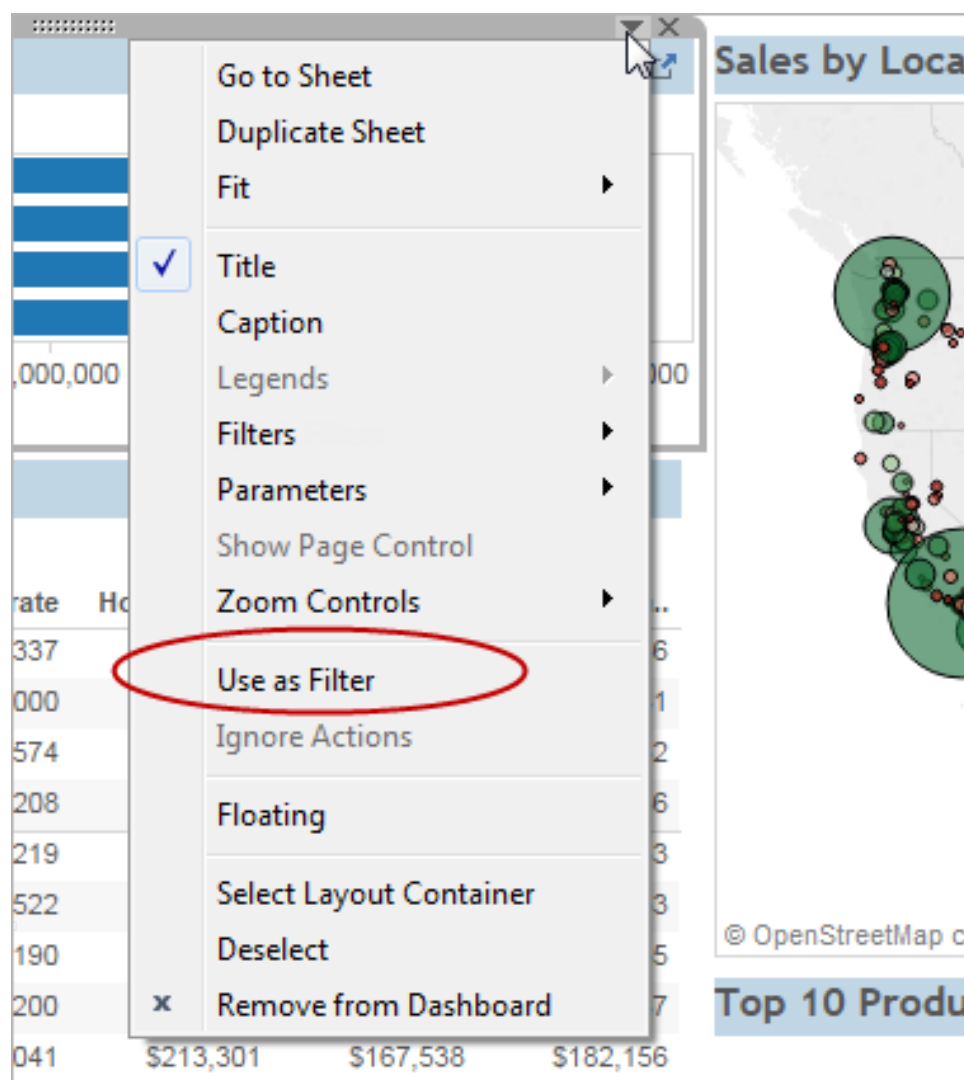 Sales by Loca
Go to Sheet
Duplicate Sheet
Fit
Title
Caption
Legends
Filters
Parameters
Show Page Control
Zoom Controls
Use as Filter
Ignore Actions
Floating
Select Layout Container
Deselect
x Remove from Dashboard
,000,000
000
rate Ho ..
337 6
000 1
574 2
208 6
219 3
522 3
190 5
200 7
041 $213,301 $167,538 $182,156
© OpenStreetMap c
Top 10 Produ